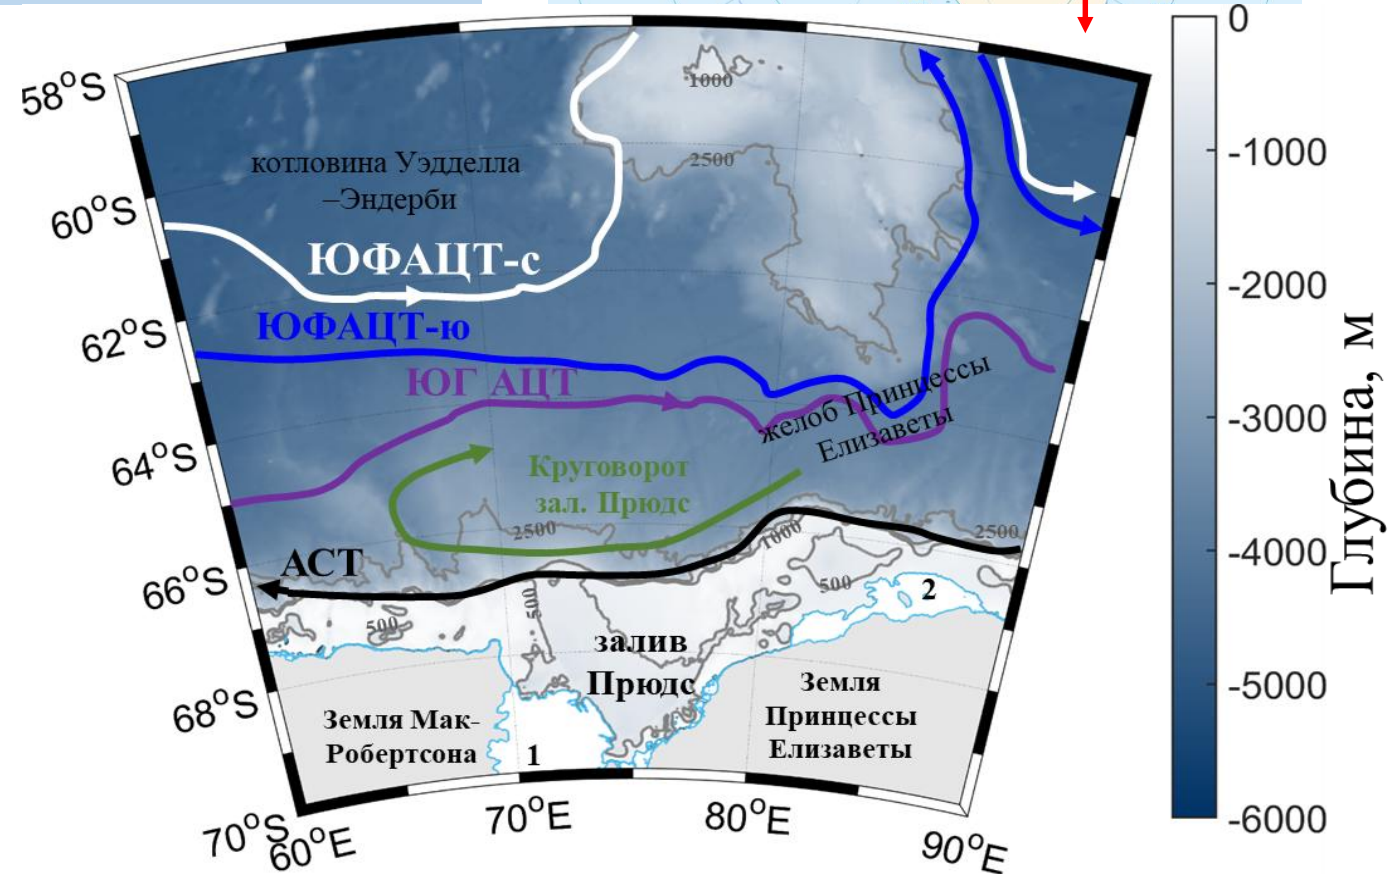 58°S
60°S
62°S
64°S
66°S
68°S
70°S
60°E
70°E
80°E
90°E
1000
2500
котловина Уэдделла
–Эндерби
ЮФАЦТ-с
ЮФАЦТ-ю
ЮГ АЦТ
желоб Принцессы
Елизаветы
Круговорот
зал. Прюдс
2500
1000
2500
АСТ
500
500
500
2
залив
Прюдс
Земля Мак-
Робертсона
1
Земля
Принцессы
Елизаветы
0
-1000
-2000
-3000
-4000
-5000
-6000
Глубина, м